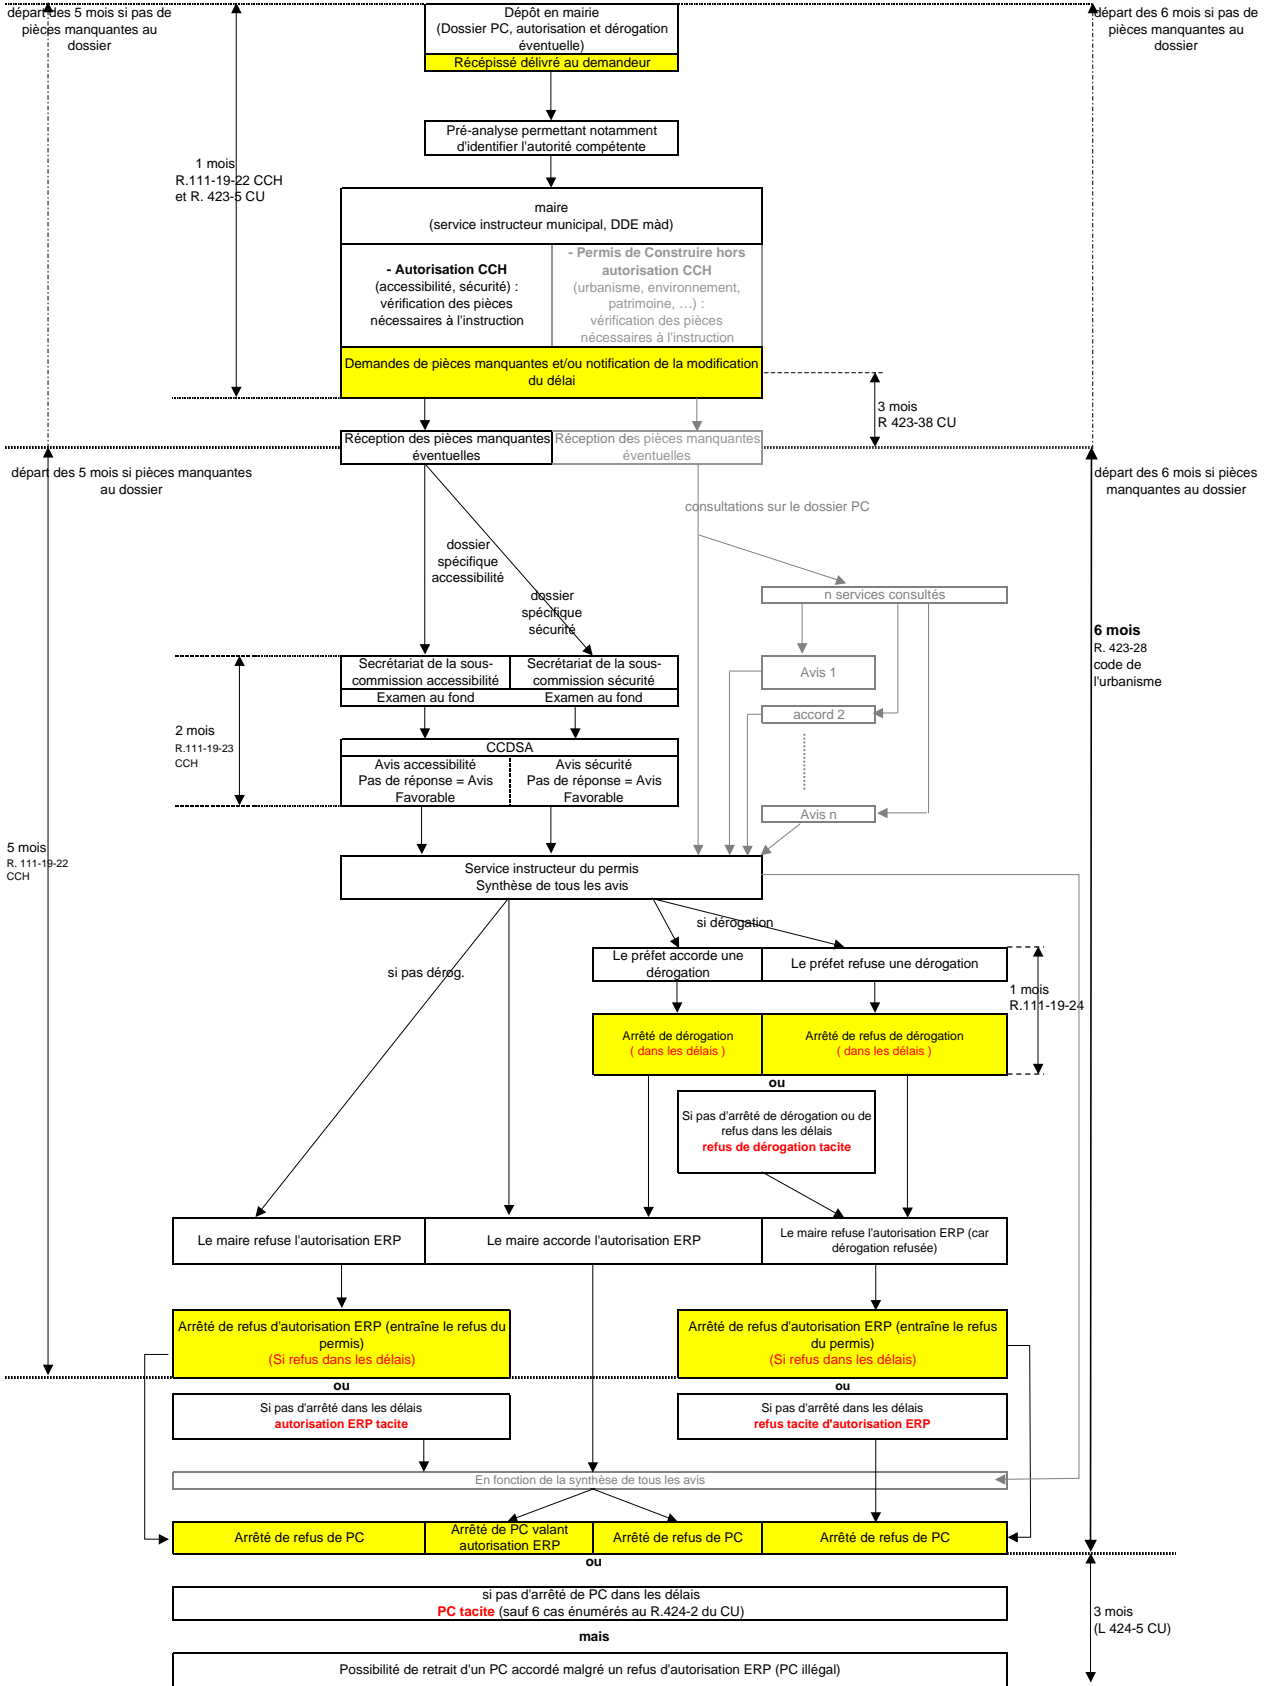 départ des 5 mois si pas de
pièces manquantes au
dossier
Dépôt en mairie
(Dossier PC, autorisation et dérogation
éventuelle)
Récépissé délivré au demandeur
départ des 6 mois si pas de
pièces manquantes au
dossier
Pré-analyse permettant notamment
d'identifier l'autorité compétente
1 mois
R.111-19-22 CCH
et R. 423-5 CU
maire
(service instructeur municipal, DDE màd)
- Autorisation CCH
(accessibilité, sécurité) :
vérification des pièces
nécessaires à l'instruction
- Permis de Construire hors
autorisation CCH
(urbanisme, environnement,
patrimoine, …) :
vérification des pièces
nécessaires à l'instruction
Demandes de pièces manquantes et/ou notification de la modification
du délai
3 mois
R 423-38 CU
Réception des pièces manquantes
éventuelles
Réception des pièces manquantes
éventuelles
départ des 5 mois si pièces manquantes
au dossier
départ des 6 mois si pièces
manquantes au dossier
consultations sur le dossier PC
dossier
spécifique
accessibilité
dossier
spécifique
sécurité
n services consultés
6 mois
R. 423-28
code de
l'urbanisme
Secrétariat de la sous-
commission accessibilité
Secrétariat de la sous-
commission sécurité
Examen au fond
Examen au fond
Avis 1
accord 2
2 mois
R.111-19-23
CCH
CCDSA
Avis accessibilité
Pas de réponse = Avis
Favorable
Avis sécurité
Pas de réponse = Avis
Favorable
Avis n
5 mois
R. 111-19-22
CCH
Service instructeur du permis
Synthèse de tous les avis
si dérogation
si pas dérog.
Le préfet accorde une
dérogation
Le préfet refuse une dérogation
1 mois
R.111-19-24
Arrêté de dérogation
( dans les délais )
Arrêté de refus de dérogation
( dans les délais )
ou
Si pas d'arrêté de dérogation ou de
refus dans les délais
refus de dérogation tacite
Le maire refuse l'autorisation ERP
Le maire accorde l'autorisation ERP
Le maire refuse l'autorisation ERP (car
dérogation refusée)
Arrêté de refus d'autorisation ERP (entraîne le refus du
permis)
(Si refus dans les délais)
Arrêté de refus d'autorisation ERP (entraîne le refus
du permis)
(Si refus dans les délais)
ou
ou
Si pas d'arrêté dans les délais
autorisation ERP tacite
Si pas d'arrêté dans les délais
refus tacite d'autorisation ERP
En fonction de la synthèse de tous les avis
Arrêté de refus de PC
Arrêté de PC valant
autorisation ERP
Arrêté de refus de PC
Arrêté de refus de PC
ou
si pas d'arrêté de PC dans les délais
PC tacite (sauf 6 cas énumérés au R.424-2 du CU)
3 mois
(L 424-5 CU)
mais
Possibilité de retrait d'un PC accordé malgré un refus d'autorisation ERP (PC illégal)